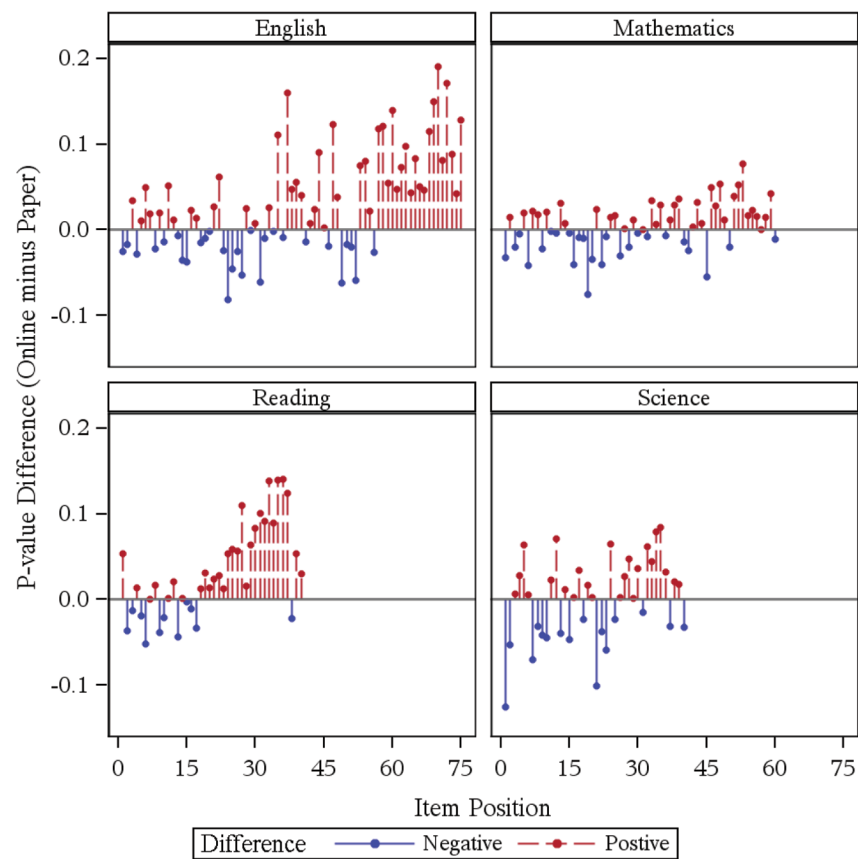 English
Mathematics
0.2
0.1
0.0
-0.1
P-value Difference (Online minus Paper)
Reading
Science
0.2
0.1
0.0
-0.1
0 15 30 45 60 75 0 15 30 45 60 75
Item Position
Difference Negative Postive